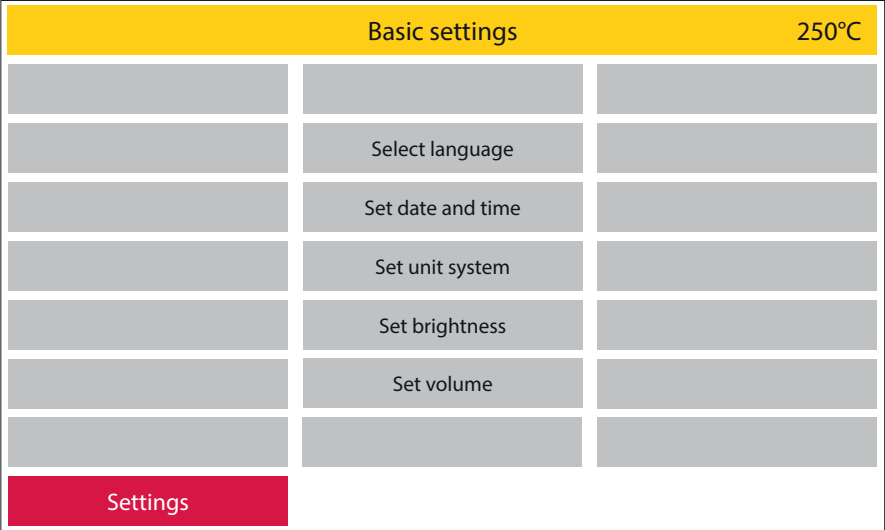 Basic settings 250°C
Select language
Set date and time
Set unit system
Set brightness
Set volume
Settings